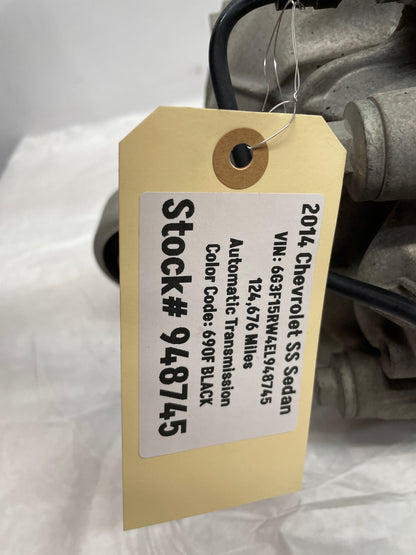 2014 Chevrolet SS Sedan
VIN: 6G3F15RW4EL948745
124,676 Miles
Automatic Transmission
Color Code: 690F BLACK
Stock# 948745